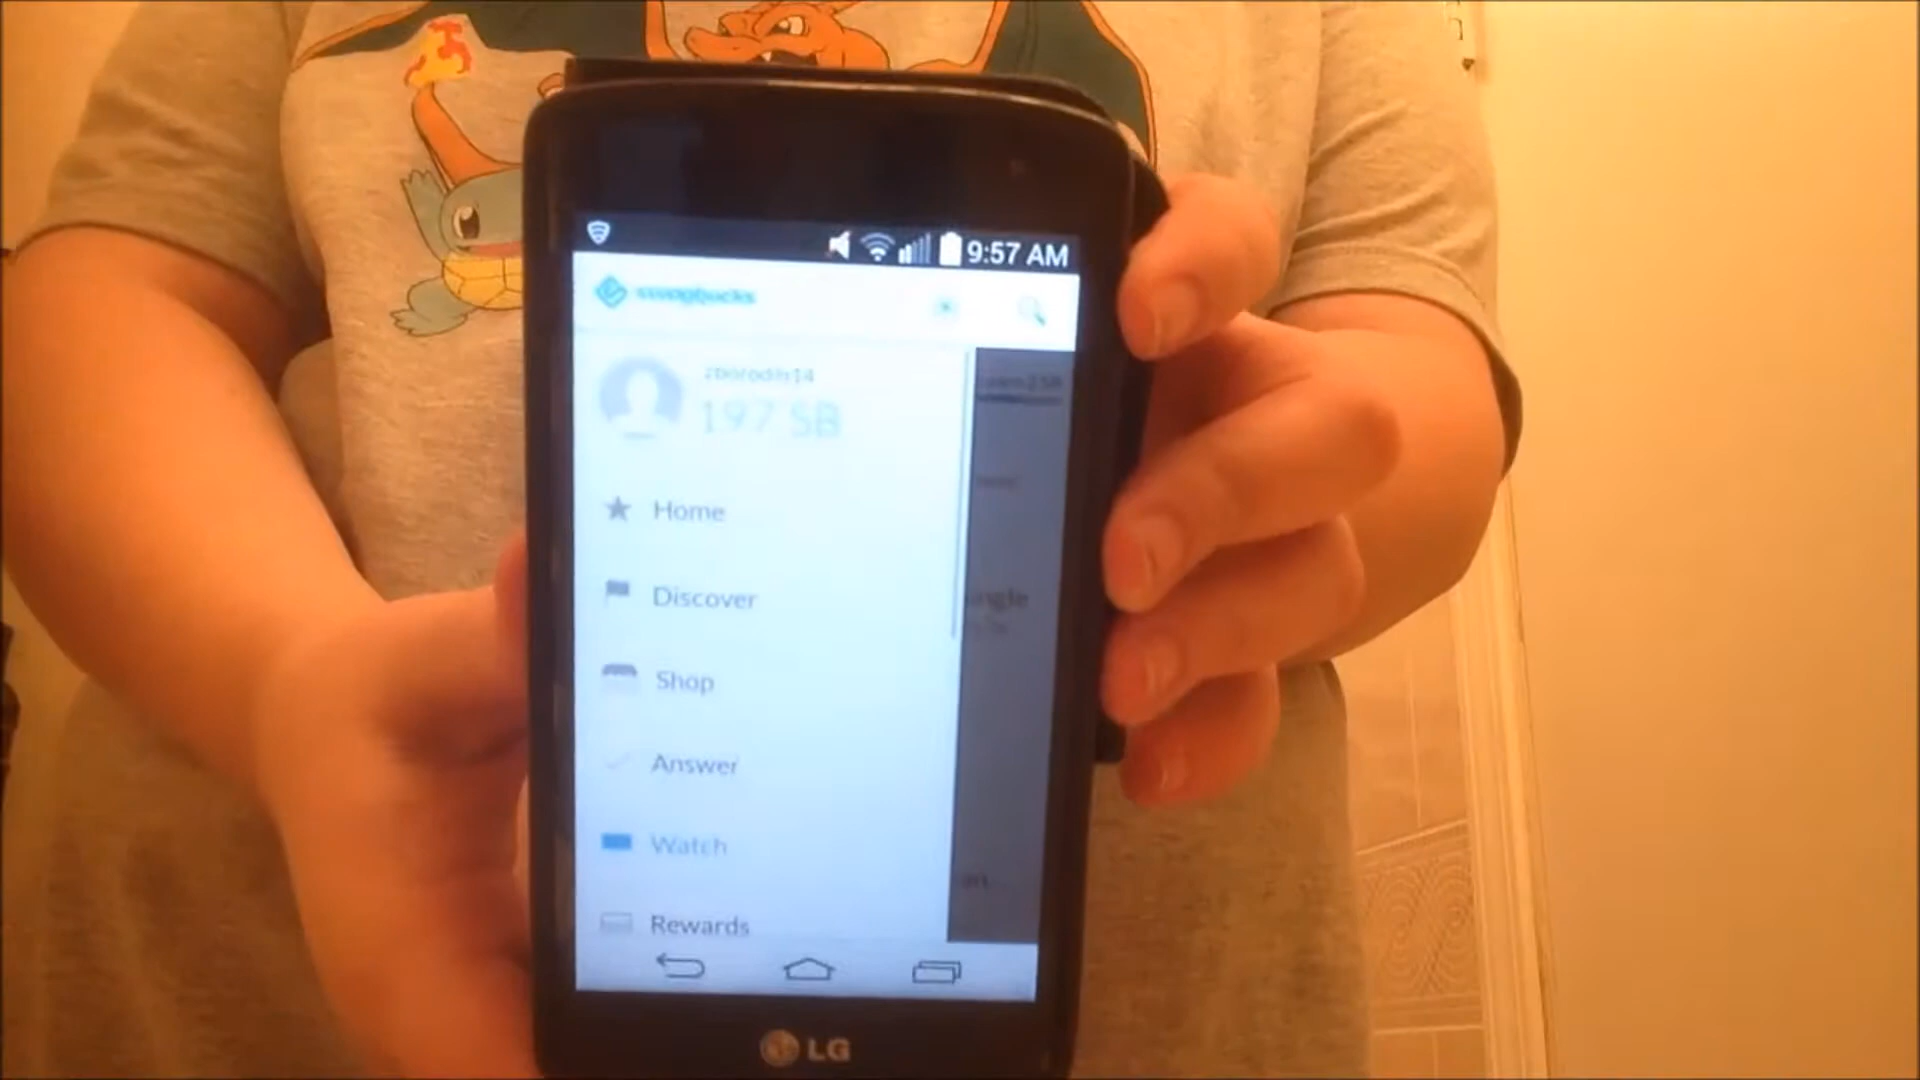 9:57 AM
swagbucks
197 SB
Home
Discover
Shop
Answer
Watch
Rewards
LG